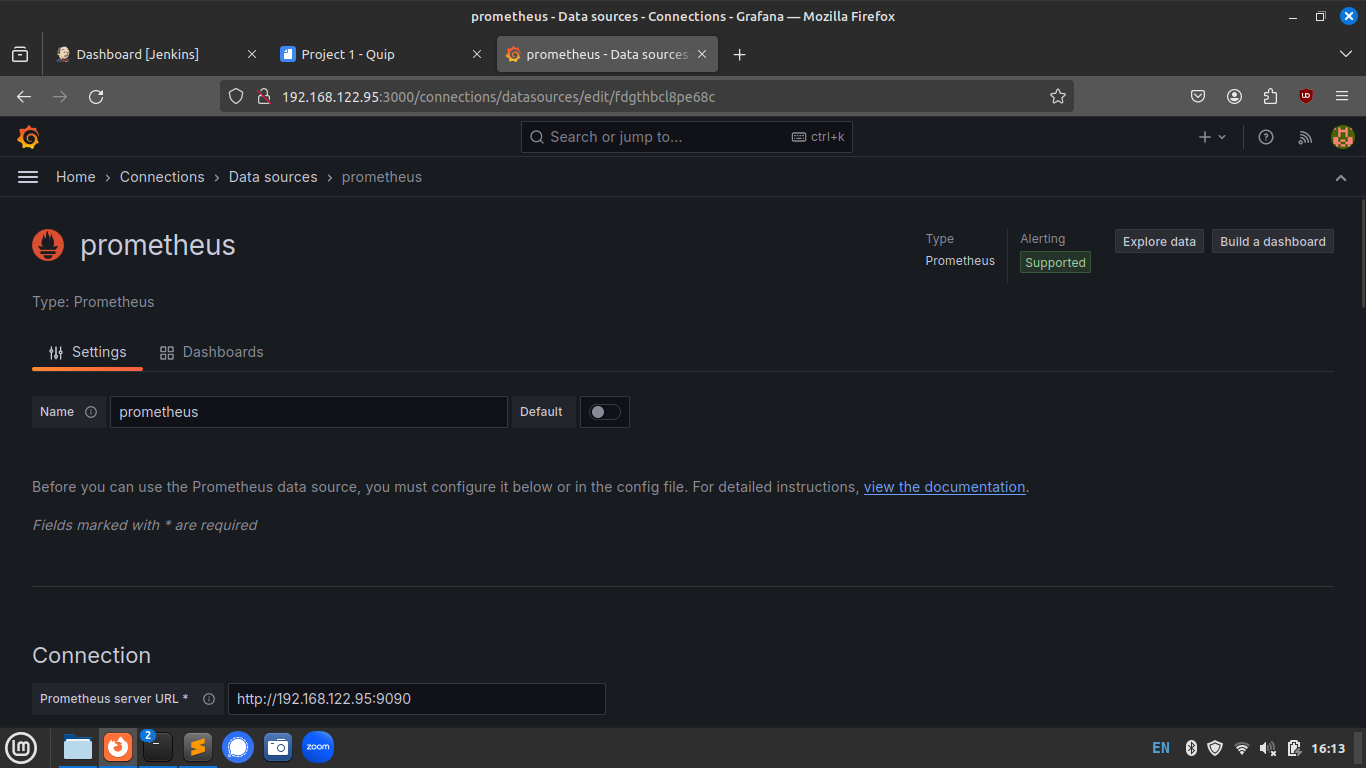 prometheus - Data sources - Connections - Grafana — Mozilla Firefox
Dashboard [Jenkins]
Project 1 - Quip
prometheus - Data sources
192.168.122.95:3000/connections/datasources/edit/fdgthbcl8pe68c
Search or jump to...
ctrl+k
Home › Connections › Data sources › prometheus
prometheus
Type
Prometheus
Alerting
Supported
Explore data
Build a dashboard
Type: Prometheus
Settings
Dashboards
Name
prometheus
Default
Before you can use the Prometheus data source, you must configure it below or in the config file. For detailed instructions, view the documentation.
Fields marked with * are required
Connection
Prometheus server URL *
http://192.168.122.95:9090
2
zoom
EN
16:13